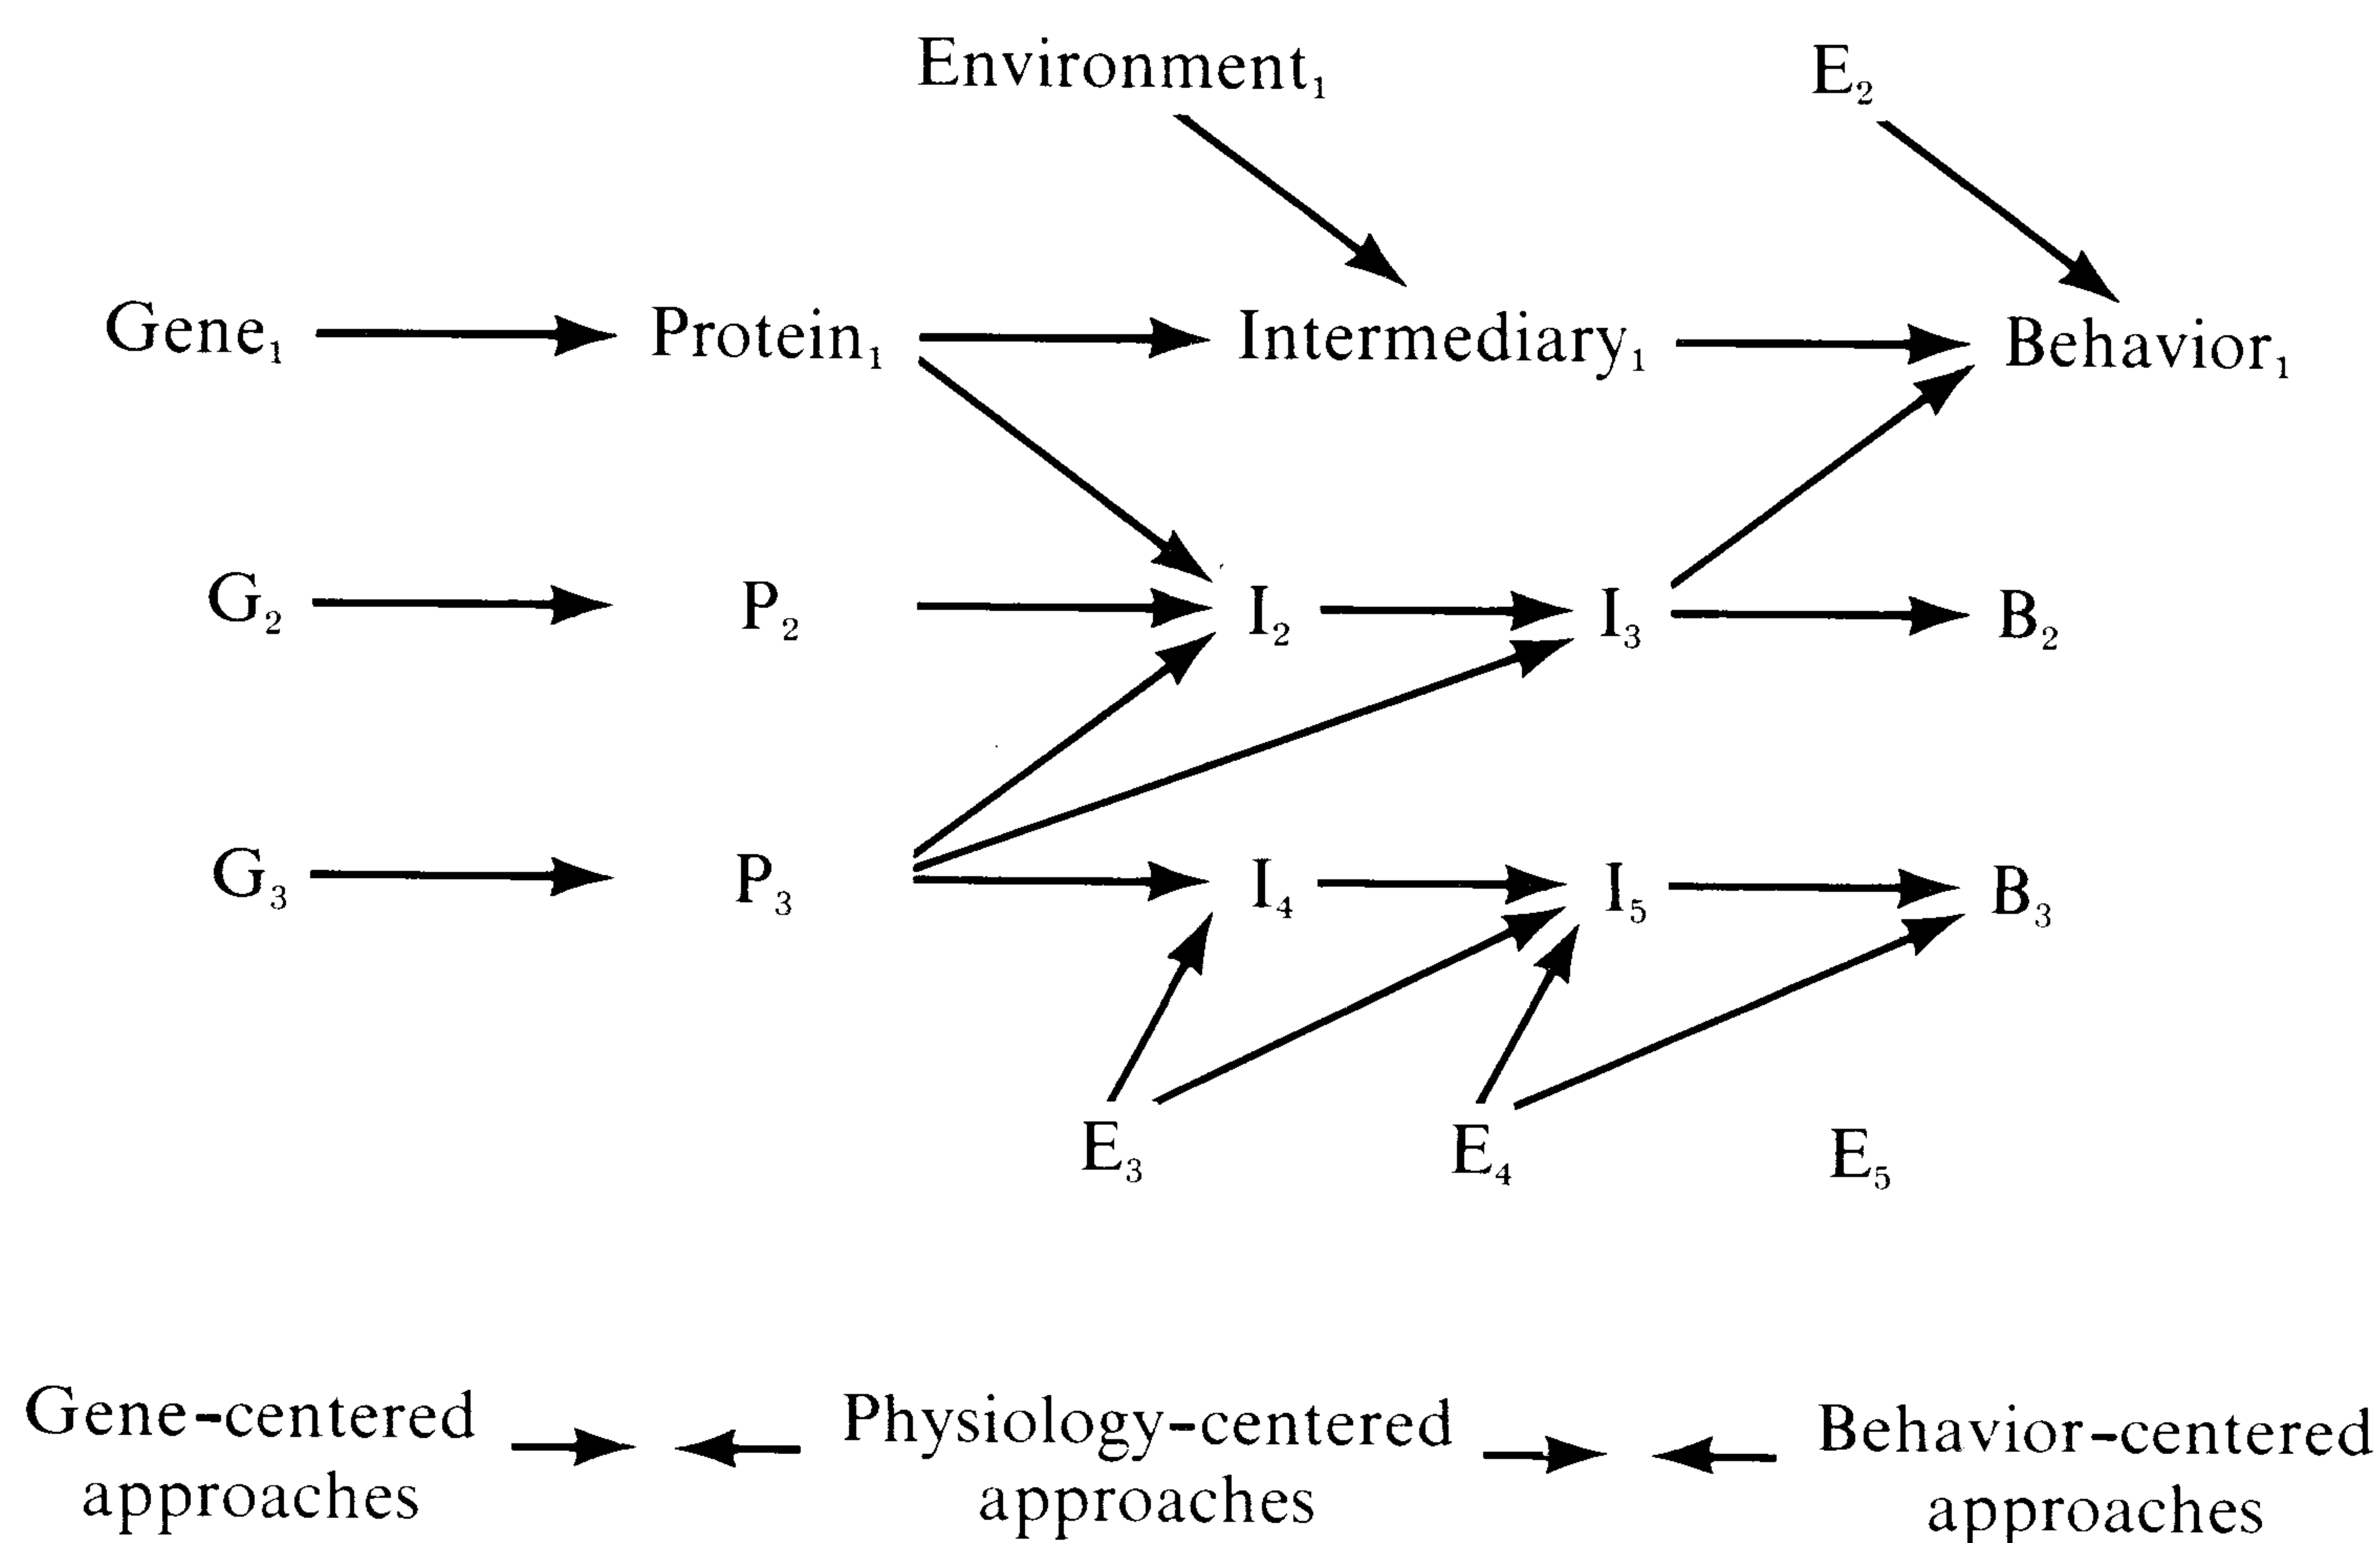 Environment₁ E₂
Gene₁ Protein₁ Intermediary₁ Behavior₁
G₂ P₂ I₂ I₃ B₂
G₃ P₃ I₄ I₅ B₃
E₃ E₄ E₅
Gene-centered Physiology-centered Behavior-centered
approaches approaches approaches